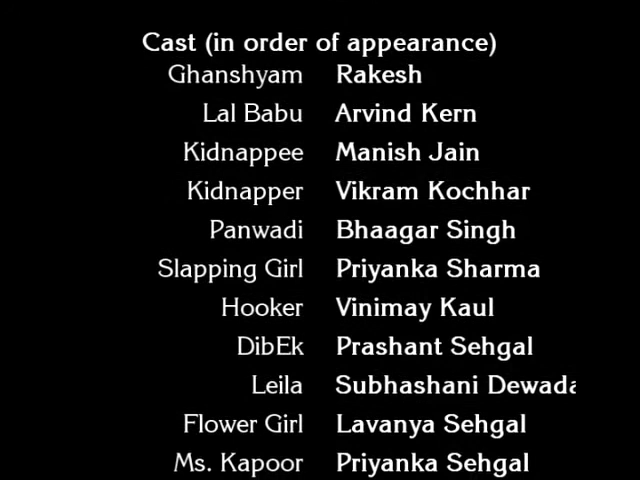 Cast (in order of appearance)
Ghanshyam Rakesh
Lal Babu Arvind Kern
Kidnappee Manish Jain
Kidnapper Vikram Kochhar
Panwadi Bhaagar Singh
Slapping Girl Priyanka Sharma
Hooker Vinimay Kaul
DibEk Prashant Sehgal
Leila Subhashani
Flower Girl Lavanya Sehgal
Ms. Kapoor Priyanka Sehgal